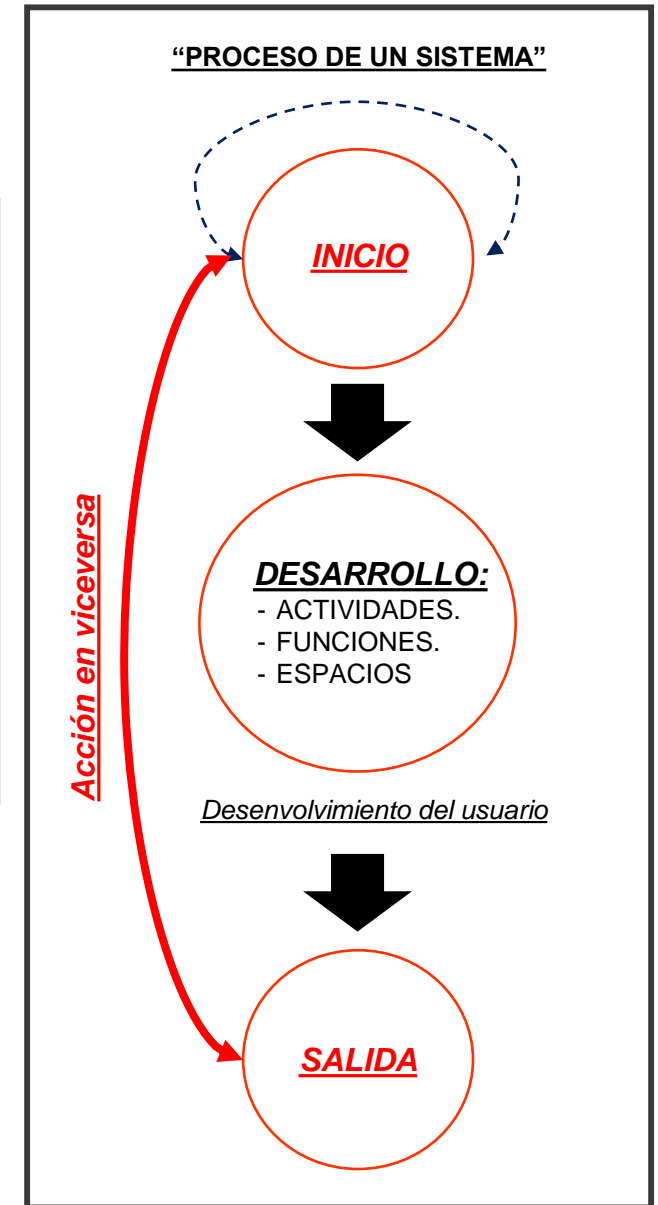 “PROCESO DE UN SISTEMA”
INICIO
Acción en viceversa
DESARROLLO:
- ACTIVIDADES.
- FUNCIONES.
- ESPACIOS
Desenvolvimiento del usuario
SALIDA